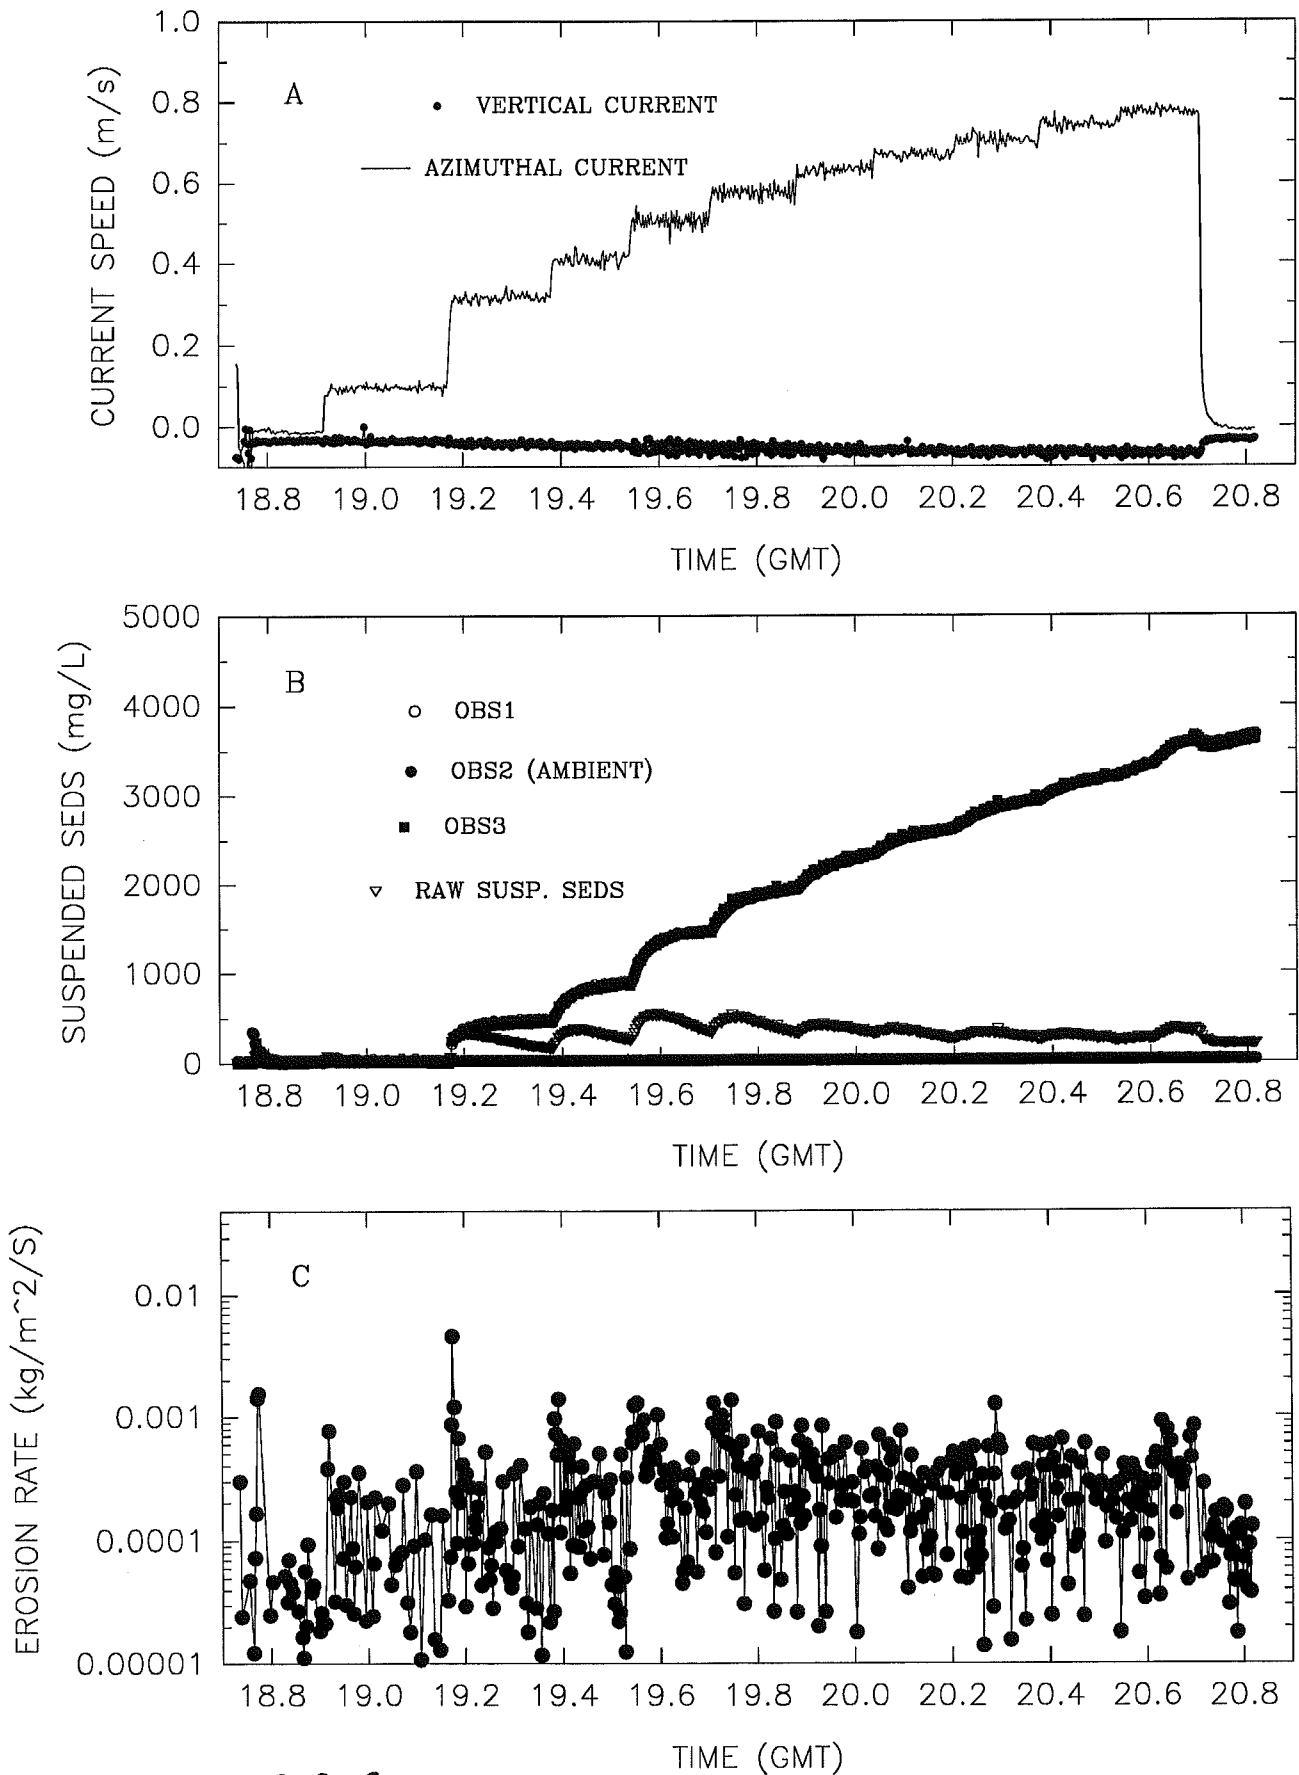 1.0
0.8
0.6
0.4
0.2
0.0
CURRENT SPEED (m/s)
A
VERTICAL CURRENT
AZIMUTHAL CURRENT
18.8 19.0 19.2 19.4 19.6 19.8 20.0 20.2 20.4 20.6 20.8
TIME (GMT)
5000
4000
3000
2000
1000
0
SUSPENDED SEDS (mg/L)
B
OBS1
OBS2 (AMBIENT)
OBS3
RAW SUSP. SEDS
18.8 19.0 19.2 19.4 19.6 19.8 20.0 20.2 20.4 20.6 20.8
TIME (GMT)
0.01
0.001
0.0001
0.00001
EROSION RATE (kg/m^2/S)
C
18.8 19.0 19.2 19.4 19.6 19.8 20.0 20.2 20.4 20.6 20.8
TIME (GMT)